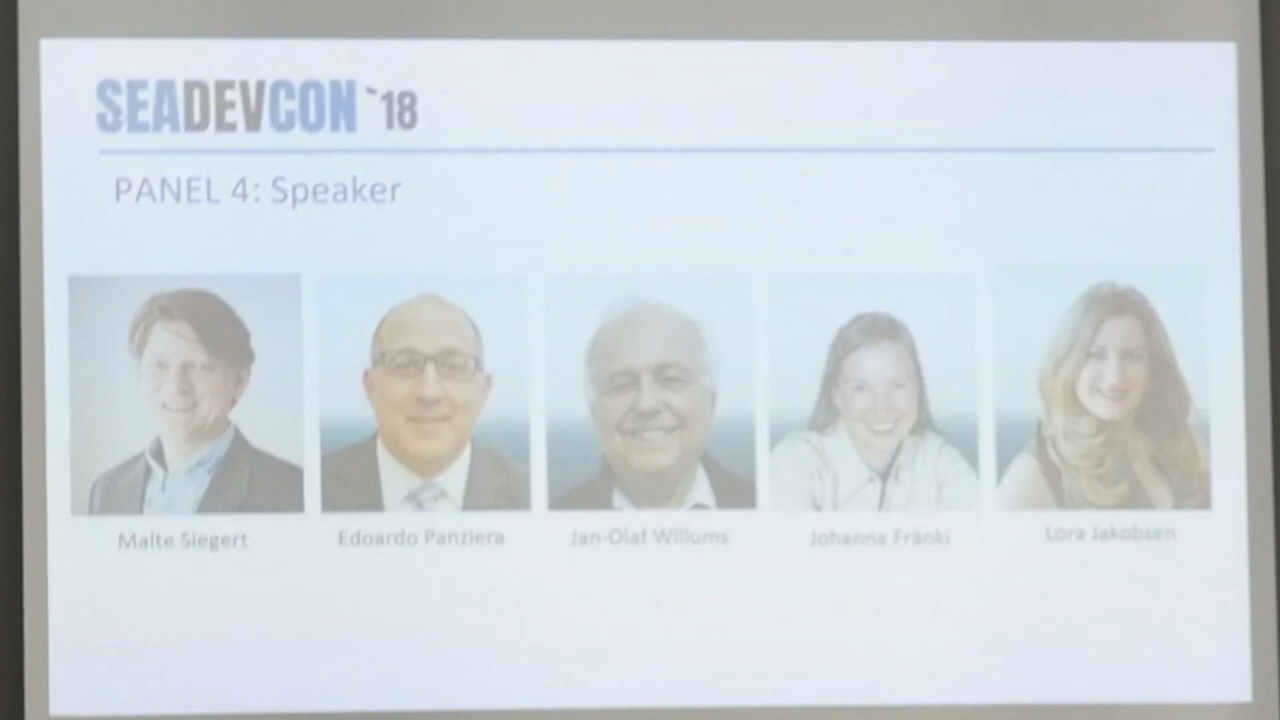 SEADEVCON `18
PANEL 4: Speaker
Malte Siegert
Edoardo Panziera
Jan-Olaf Willums
Johanna Fränki
Lora Jakobsen